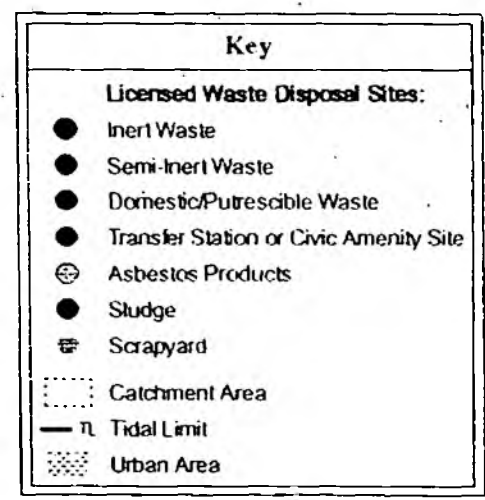 Key
Licensed Waste Disposal Sites:
Inert Waste
Semi-Inert Waste
Domestic/Putrescible Waste
Transfer Station or Civic Amenity Site
Asbestos Products
Sludge
Scrapyard
Catchment Area
TL Tidal Limit
Urban Area